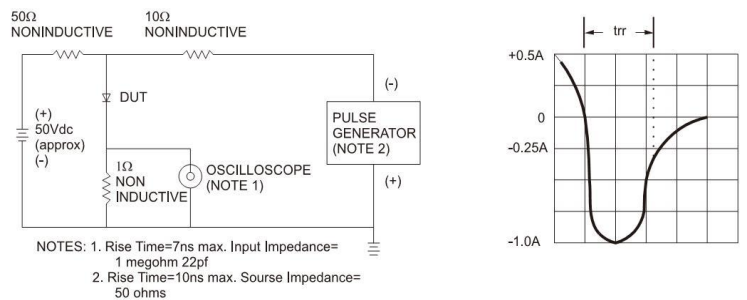 50Ω
NONINDUCTIVE
10Ω
NONINDUCTIVE
DUT
(+)
50Vdc
(approx)
(-)
1Ω
NON
INDUCTIVE
OSCILLOSCOPE
(NOTE 1)
(-)
PULSE
GENERATOR
(NOTE 2)
(+)
NOTES: 1. Rise Time=7ns max. Input Impedance=
1 megohm 22pf
2. Rise Time=10ns max. Sourse Impedance=
50 ohms
trr
+0.5A
0
-0.25A
-1.0A